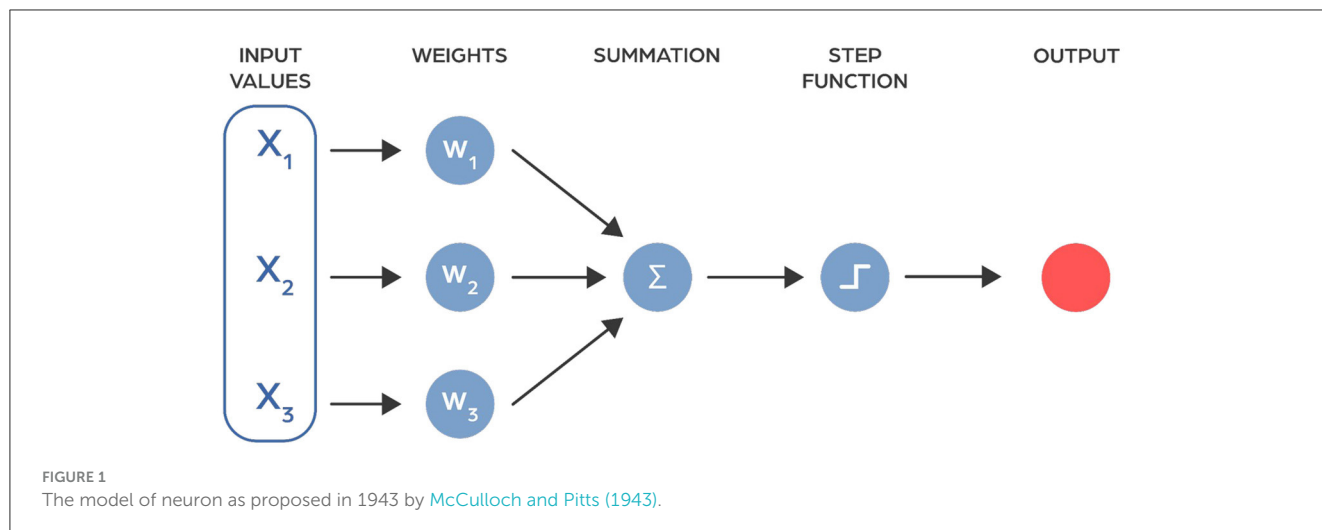 INPUT VALUES
WEIGHTS
SUMMATION
STEP FUNCTION
OUTPUT
X₁
W₁
X₂
W₂
Σ
X₃
W₃
FIGURE 1
The model of neuron as proposed in 1943 by McCulloch and Pitts (1943).